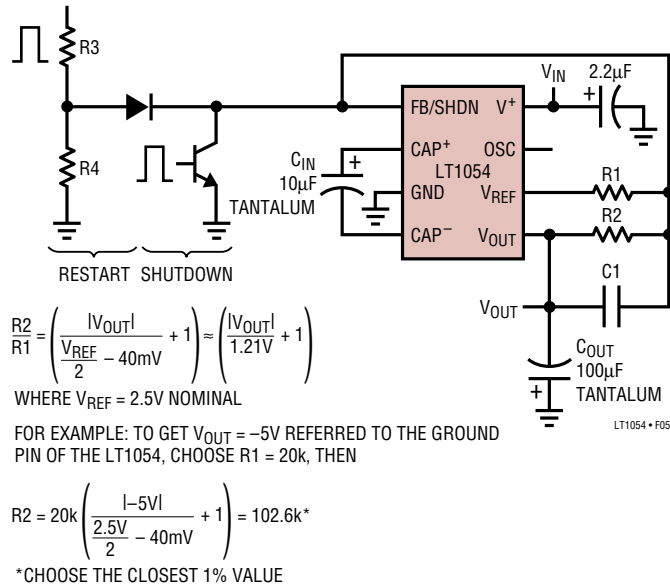 R3
R4
RESTART SHUTDOWN
CIN
10µF
TANTALUM
+
FB/SHDN V+
CAP+ OSC
LT1054
GND VREF
CAP− VOUT
VIN
+
2.2µF
R1
R2
C1
VOUT
COUT
100µF
TANTALUM
+
LT1054 • F05
R2/R1 = (|VOUT| / (VREF/2 – 40mV) + 1) ≈ (|VOUT|/1.21V + 1)
WHERE VREF = 2.5V NOMINAL
FOR EXAMPLE: TO GET VOUT = –5V REFERRED TO THE GROUND
PIN OF THE LT1054, CHOOSE R1 = 20k, THEN
R2 = 20k (|–5V| / (2.5V/2 – 40mV) + 1) = 102.6k*
*CHOOSE THE CLOSEST 1% VALUE